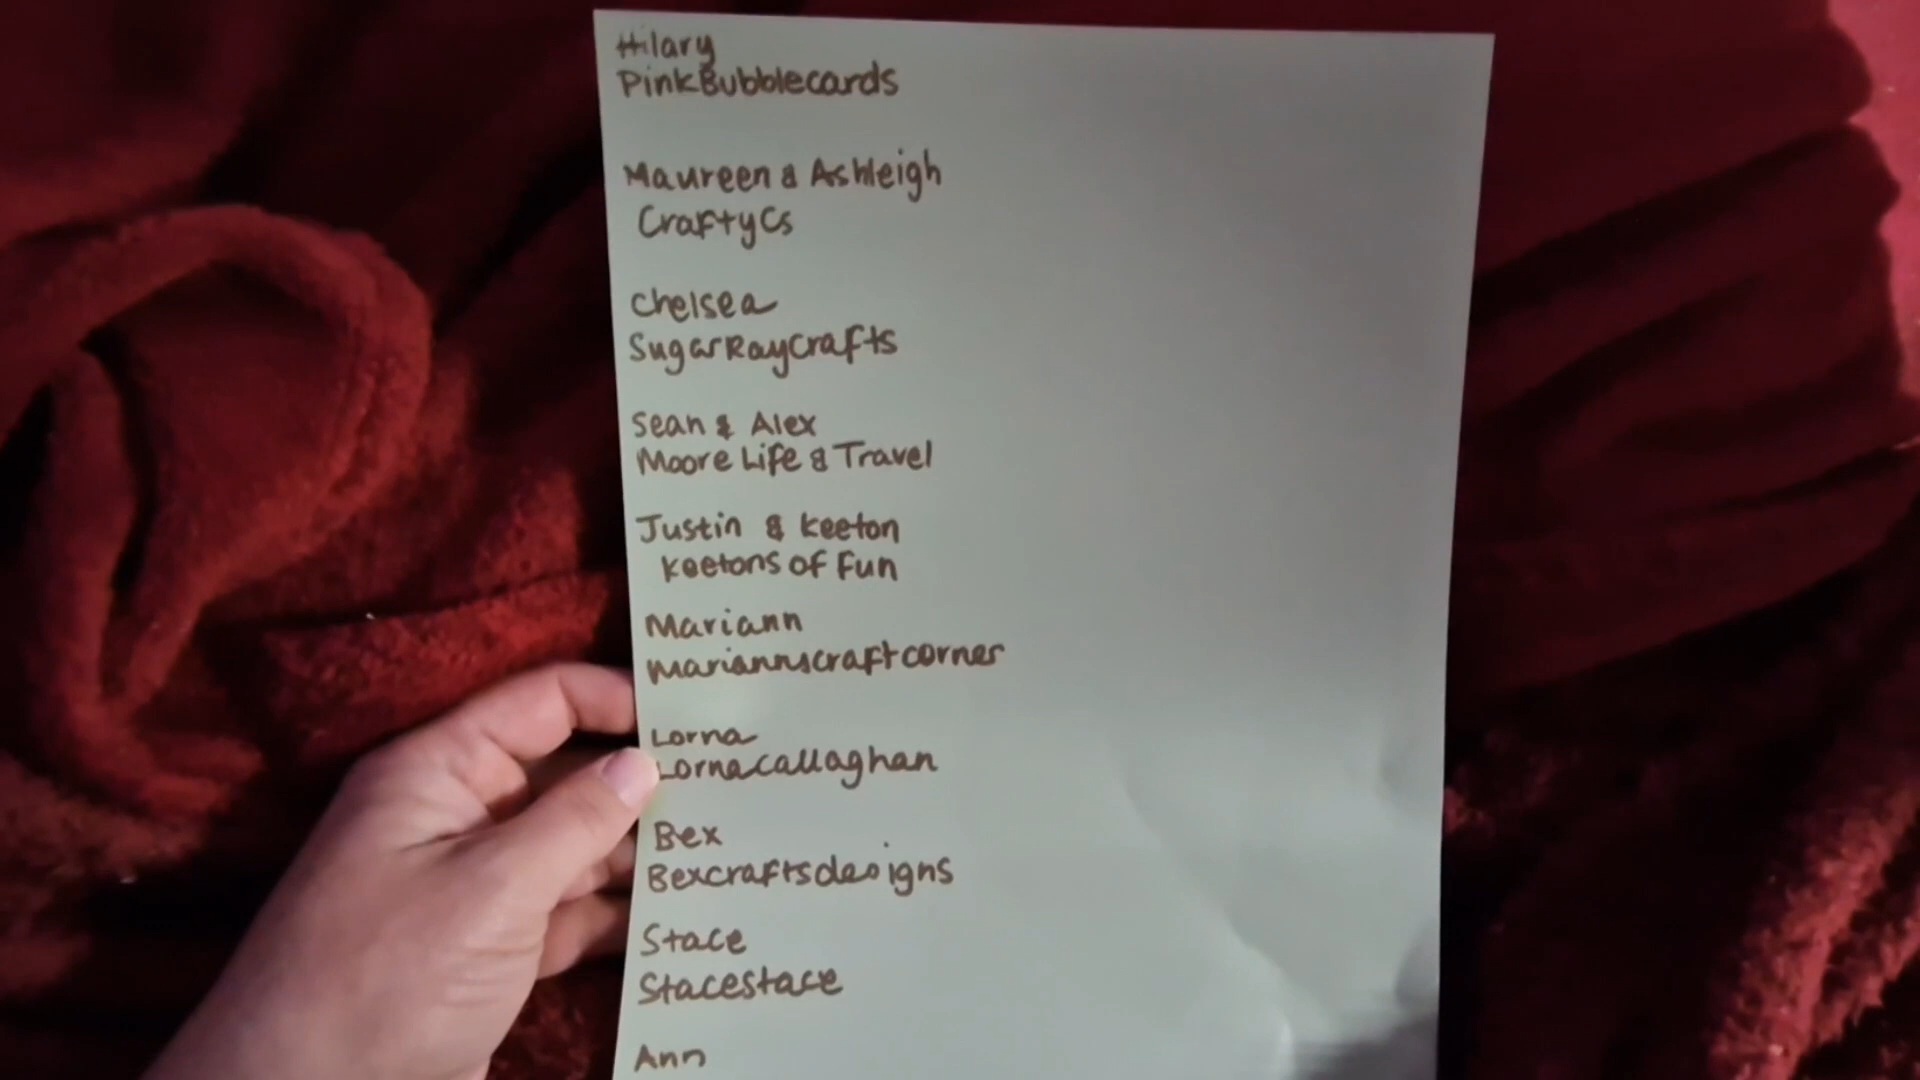 Hilary
PinkBubblecards
Maureen & Ashleigh
CraftyCs
Chelsea
SugarRayCrafts
Sean & Alex
Moore Life & Travel
Justin & Keeton
Keetons of Fun
Mariann
Mariannscraftcorner
Lorna
Lornacallaghan
Bex
Bexcraftsdesigns
Stace
Stacestace
Ann